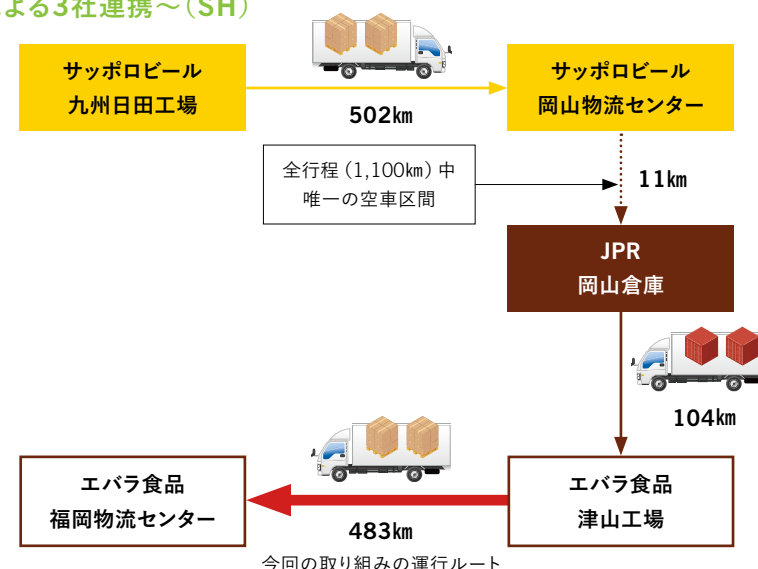 よる3社連携～（SH）
サッポロビール
九州日田工場
502㎞
サッポロビール
岡山物流センター
全行程（1,100㎞）中
唯一の空車区間
11㎞
JPR
岡山倉庫
104㎞
エバラ食品
福岡物流センター
483㎞
エバラ食品
津山工場
今回の取り組みの運行ルート